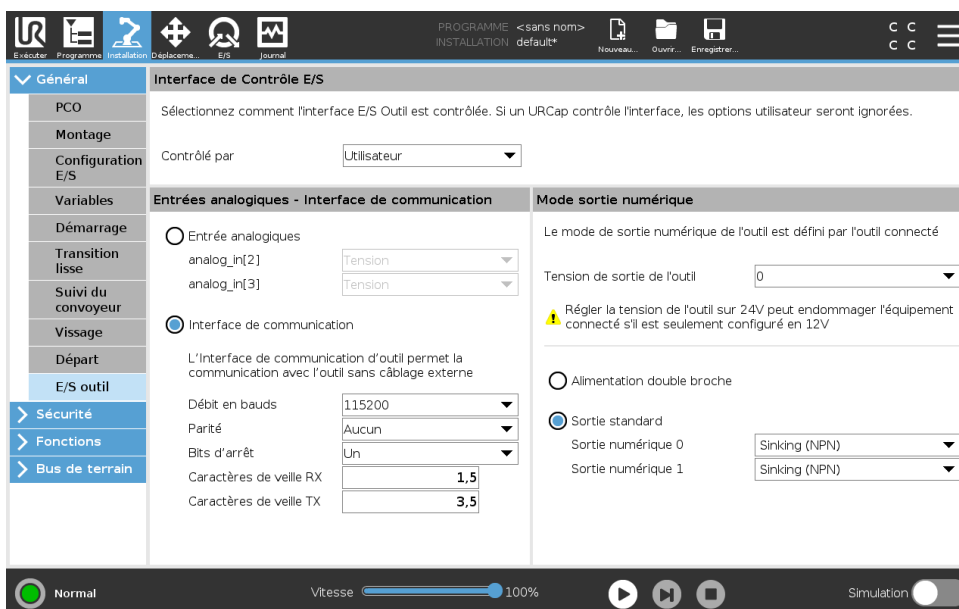 PROGRAMME <sans nom>
INSTALLATION default*
Exécuter Programme Installation Déplaceme... E/S Journal Nouveau... Ouvrir... Enregistrer...
C C
C C
Général
PCO
Montage
Configuration
E/S
Variables
Démarrage
Transition
lisse
Suivi du
convoyeur
Vissage
Départ
E/S outil
Sécurité
Fonctions
Bus de terrain
Interface de Contrôle E/S
Sélectionnez comment l'interface E/S Outil est contrôlée. Si un URCap contrôle l'interface, les options utilisateur seront ignorées.
Contrôlé par Utilisateur
Entrées analogiques - Interface de communication
Entrée analogiques
analog_in[2] Tension
analog_in[3] Tension
Interface de communication
L'Interface de communication d'outil permet la
communication avec l'outil sans câblage externe
Débit en bauds 115200
Parité Aucun
Bits d'arrêt Un
Caractères de veille RX 1,5
Caractères de veille TX 3,5
Mode sortie numérique
Le mode de sortie numérique de l'outil est défini par l'outil connecté
Tension de sortie de l'outil 0
Régler la tension de l'outil sur 24V peut endommager l'équipement
connecté s'il est seulement configuré en 12V
Alimentation double broche
Sortie standard
Sortie numérique 0 Sinking (NPN)
Sortie numérique 1 Sinking (NPN)
Normal Vitesse 100% Simulation